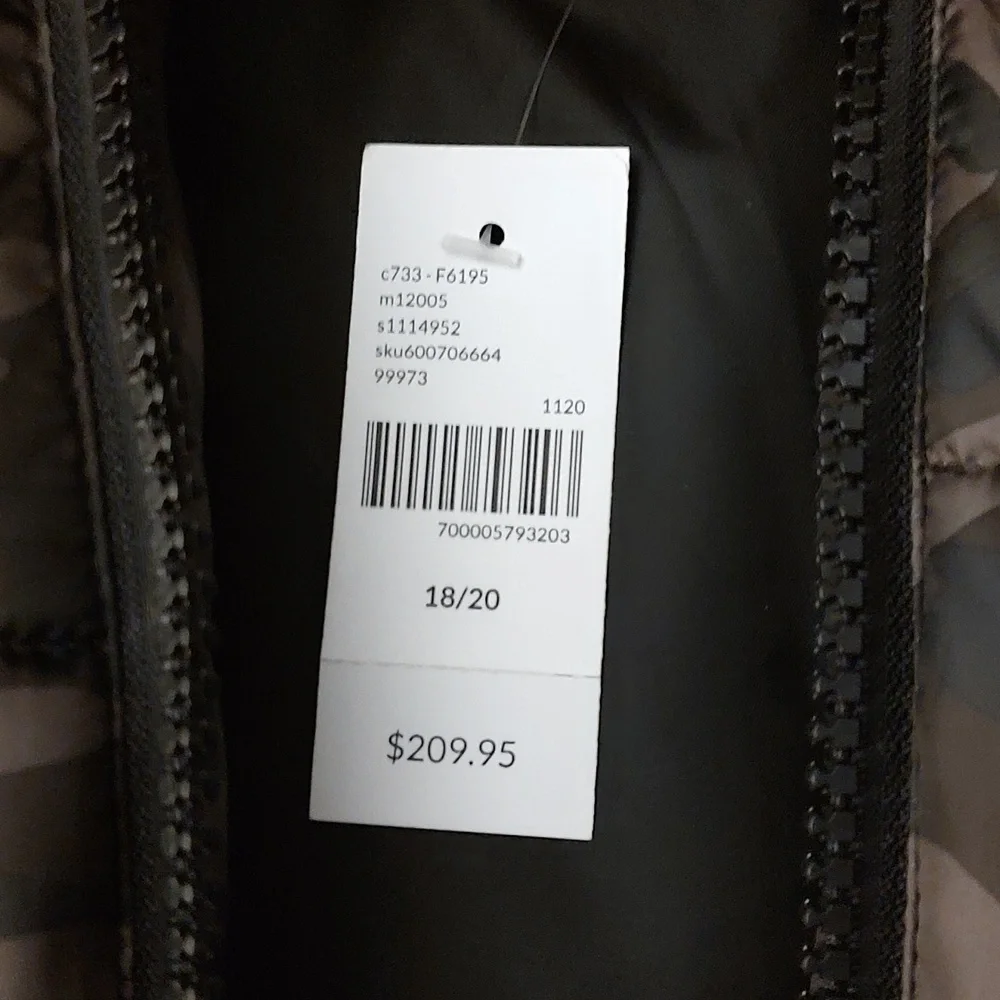 c733 - F6195
m12005
s1114952
sku600706664
99973
1120
700005793203
18/20
$209.95